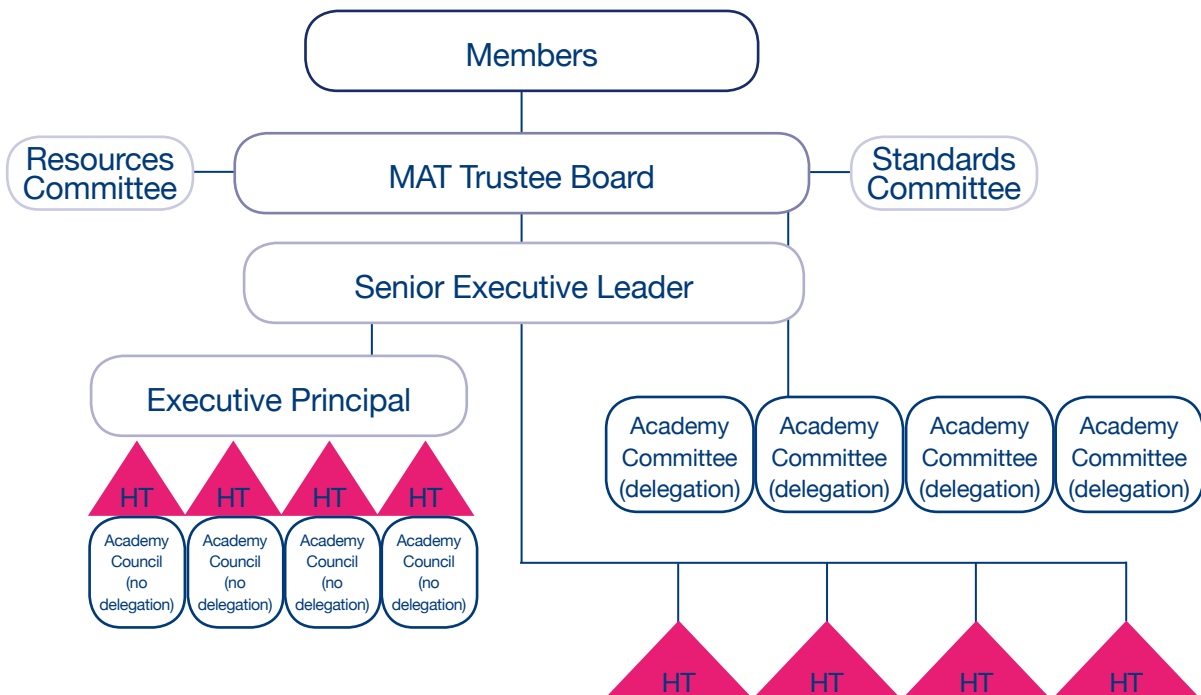 Members
Resources
Committee
MAT Trustee Board
Standards
Committee
Senior Executive Leader
Executive Principal
HT
HT
HT
HT
Academy
Council
(no
delegation)
Academy
Council
(no
delegation)
Academy
Council
(no
delegation)
Academy
Council
(no
delegation)
Academy
Committee
(delegation)
Academy
Committee
(delegation)
Academy
Committee
(delegation)
Academy
Committee
(delegation)
HT
HT
HT
HT